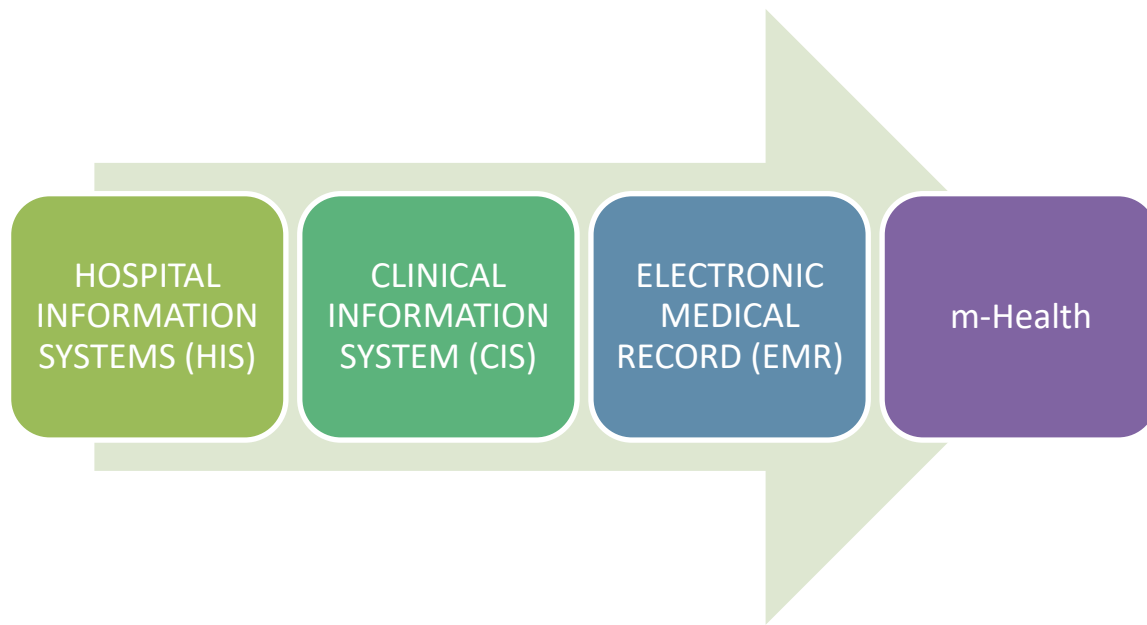 HOSPITAL
INFORMATION
SYSTEMS (HIS)
CLINICAL
INFORMATION
SYSTEM (CIS)
ELECTRONIC
MEDICAL
RECORD (EMR)
m-Health